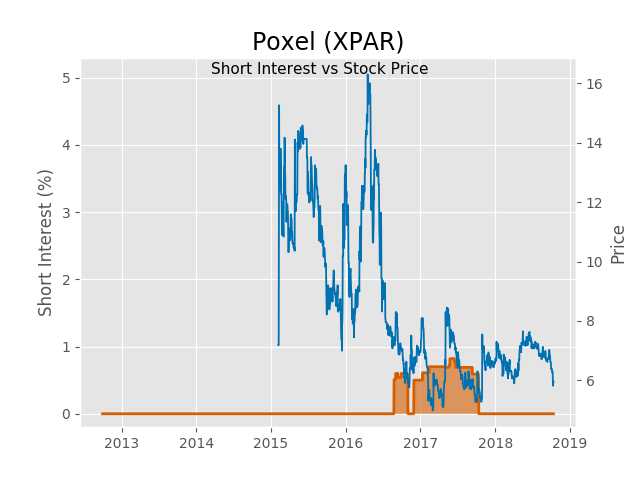 Poxel (XPAR)
Short Interest vs Stock Price
Short Interest (%)
5
4
3
2
1
0
16
14
12
10
8
6
Price
2013 2014 2015 2016 2017 2018 2019